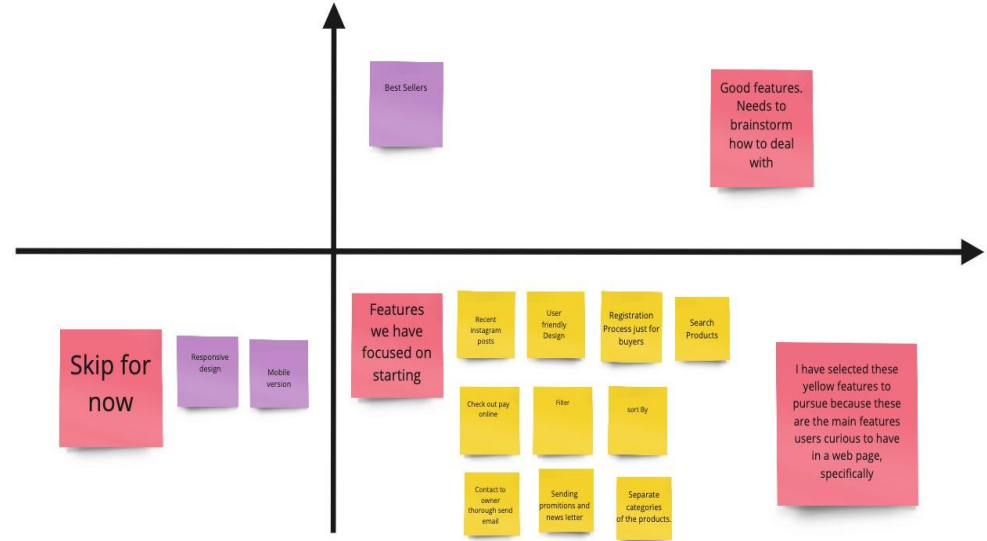 Best Sellers
Good features.
Needs to
brainstorm
how to deal
with
Skip for
now
Responsive
design
Mobile
version
Features
we have
focused on
starting
Recent
instagram
posts
User
friendly
Design
Registration
Process just for
buyers
Search
Products
Check out pay
online
Filter
sort By
Contact to
owner
thorough send
email
Sending
promitions and
news letter
Separate
categories
of the products.
I have selected these
yellow features to
pursue because these
are the main features
users curious to have
in a web page,
specifically